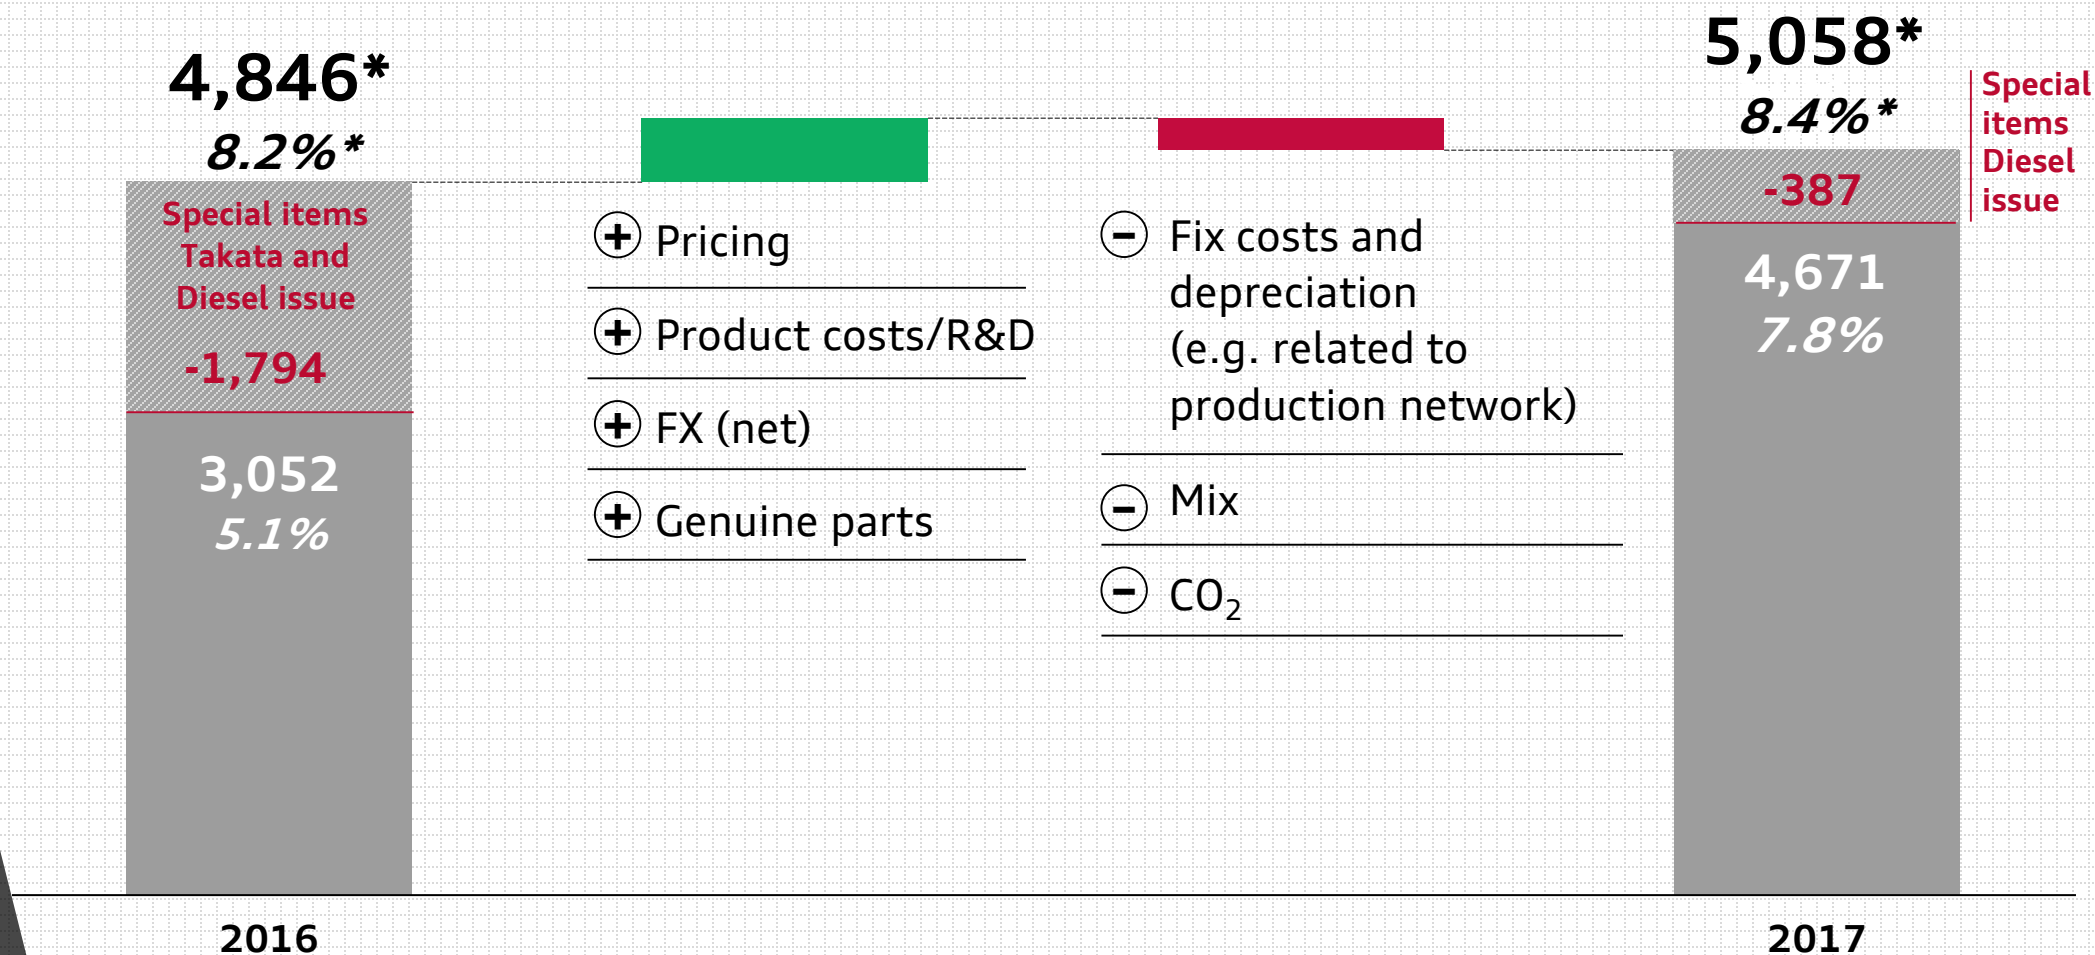 4,846*
8.2%*
Special items
Takata and
Diesel issue
-1,794
3,052
5.1%
2016
+ Pricing
+ Product costs/R&D
+ FX (net)
+ Genuine parts
− Fix costs and
depreciation
(e.g. related to
production network)
− Mix
− CO₂
5,058*
8.4%*
Special
items
Diesel
issue
-387
4,671
7.8%
2017